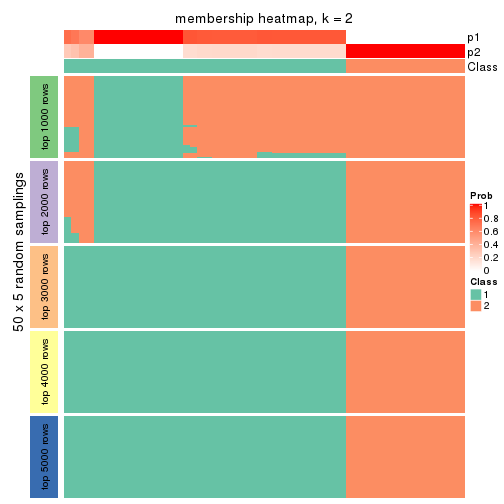 membership heatmap, k = 2
p1
p2
Class
50 x 5 random samplings
top 1000 rows
top 2000 rows
top 3000 rows
top 4000 rows
top 5000 rows
Prob
1
0.8
0.6
0.4
0.2
0
Class
1
2